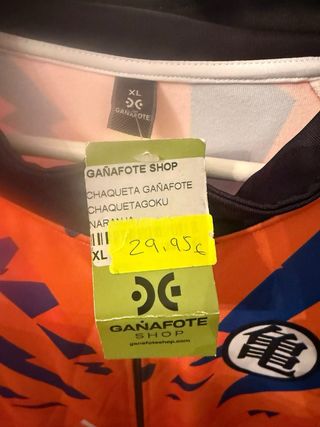 XL
GAÑAFOTE
GAÑAFOTE SHOP
CHAQUETA GAÑAFOTE
CHAQUETAGOKU
NARANJA
XL
29,95€
GAÑAFOTE
SHOP
gañafoteshop.com
亀